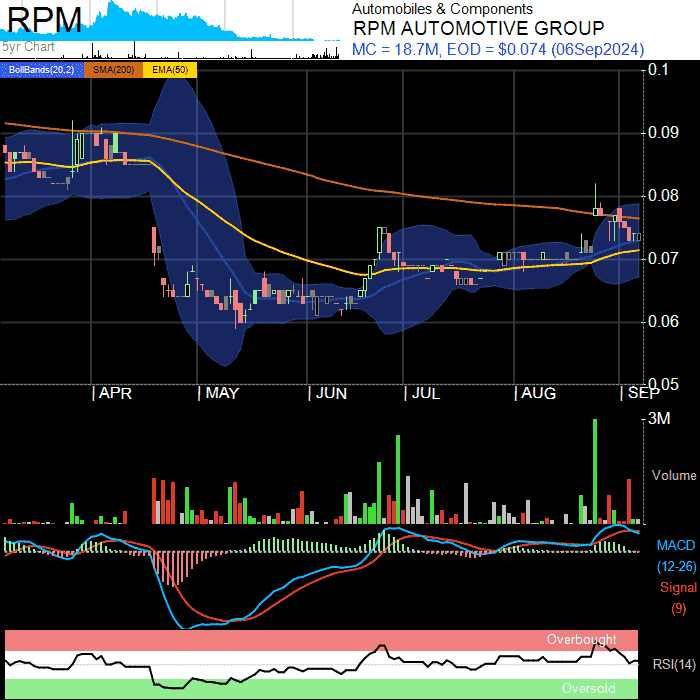 RPM
5yr Chart
Automobiles & Components
RPM AUTOMOTIVE GROUP
MC = 18.7M, EOD = $0.074 (06Sep2024)
BollBands(20,2) SMA(200) EMA(50)
0.1
0.09
0.08
0.07
0.06
0.05
APR MAY JUN JUL AUG SEP
3M
Volume
MACD
(12-26)
Signal
(9)
Overbought
RSI(14)
Oversold